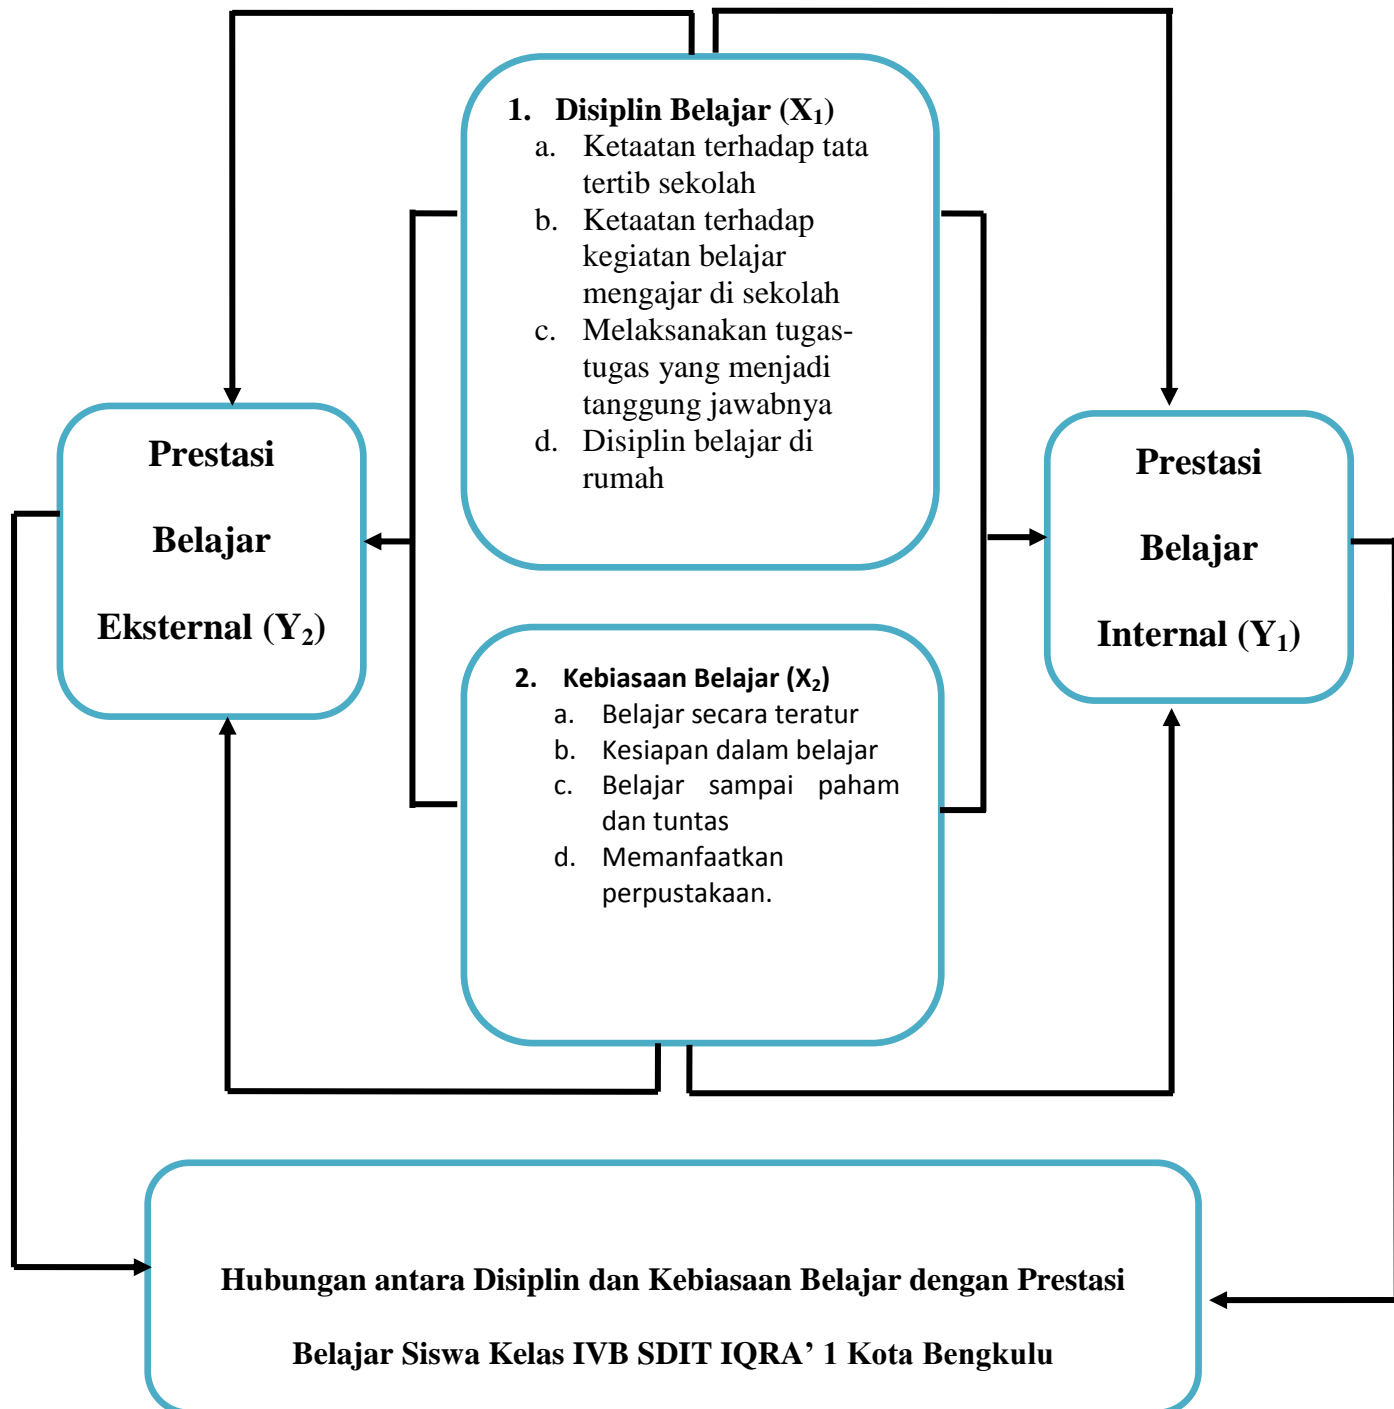 1. Disiplin Belajar (X₁)
a. Ketaatan terhadap tata
tertib sekolah
b. Ketaatan terhadap
kegiatan belajar
mengajar di sekolah
c. Melaksanakan tugas-
tugas yang menjadi
tanggung jawabnya
d. Disiplin belajar di
rumah
Prestasi
Belajar
Eksternal (Y₂)
Prestasi
Belajar
Internal (Y₁)
2. Kebiasaan Belajar (X₂)
a. Belajar secara teratur
b. Kesiapan dalam belajar
c. Belajar sampai paham
dan tuntas
d. Memanfaatkan
perpustakaan.
Hubungan antara Disiplin dan Kebiasaan Belajar dengan Prestasi
Belajar Siswa Kelas IVB SDIT IQRA’ 1 Kota Bengkulu